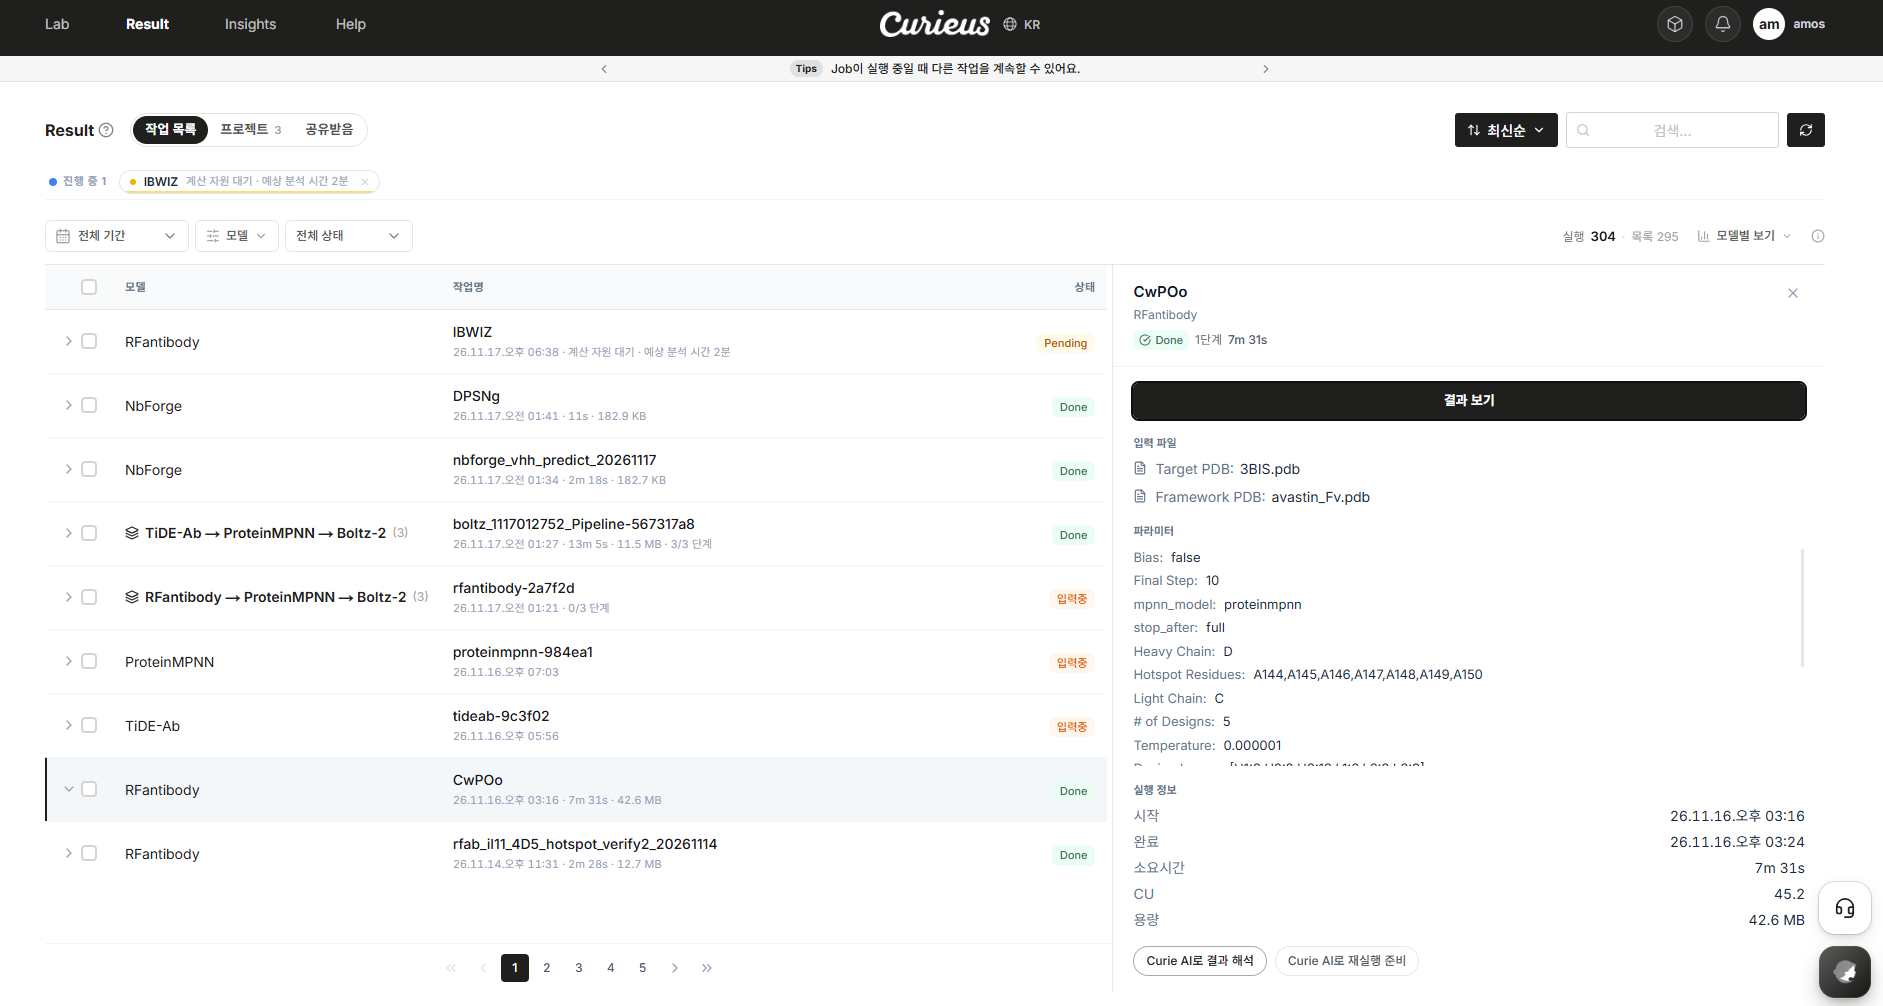 Lab
Result
Insights
Help
Curieus
KR
am
amos
Tips
Job이 실행 중일 때 다른 작업을 계속할 수 있어요.
Result
작업 목록
프로젝트 3
공유받음
최신순
검색...
진행 중 1
IBWIZ 계산 자원 대기 · 예상 분석 시간 2분
전체 기간
모델
전체 상태
실행 304 · 목록 295
모델별 보기
모델
작업명
상태
RFantibody
IBWIZ
26.11.17.오후 06:38 · 계산 자원 대기 · 예상 분석 시간 2분
Pending
NbForge
DPSNg
26.11.17.오전 01:41 · 11s · 182.9 KB
Done
NbForge
nbforge_vhh_predict_20261117
26.11.17.오전 01:34 · 2m 18s · 182.7 KB
Done
TiDE-Ab → ProteinMPNN → Boltz-2 (3)
boltz_1117012752_Pipeline-567317a8
26.11.17.오전 01:27 · 13m 5s · 11.5 MB · 3/3 단계
Done
RFantibody → ProteinMPNN → Boltz-2 (3)
rfantibody-2a7f2d
26.11.17.오전 01:21 · 0/3 단계
입력중
ProteinMPNN
proteinmpnn-984ea1
26.11.16.오후 07:03
입력중
TiDE-Ab
tideab-9c3f02
26.11.16.오후 05:56
입력중
RFantibody
CwPOo
26.11.16.오후 03:16 · 7m 31s · 42.6 MB
Done
RFantibody
rfab_il11_4D5_hotspot_verify2_20261114
26.11.14.오후 11:31 · 2m 28s · 12.7 MB
Done
« ‹ 1 2 3 4 5 › »
CwPOo
RFantibody
Done 1단계 7m 31s
결과 보기
입력 파일
Target PDB: 3BIS.pdb
Framework PDB: avastin_Fv.pdb
파라미터
Bias: false
Final Step: 10
mpnn_model: proteinmpnn
stop_after: full
Heavy Chain: D
Hotspot Residues: A144,A145,A146,A147,A148,A149,A150
Light Chain: C
# of Designs: 5
Temperature: 0.000001
실행 정보
시작 26.11.16.오후 03:16
완료 26.11.16.오후 03:24
소요시간 7m 31s
CU 45.2
용량 42.6 MB
Curie AI로 결과 해석
Curie AI로 재실행 준비